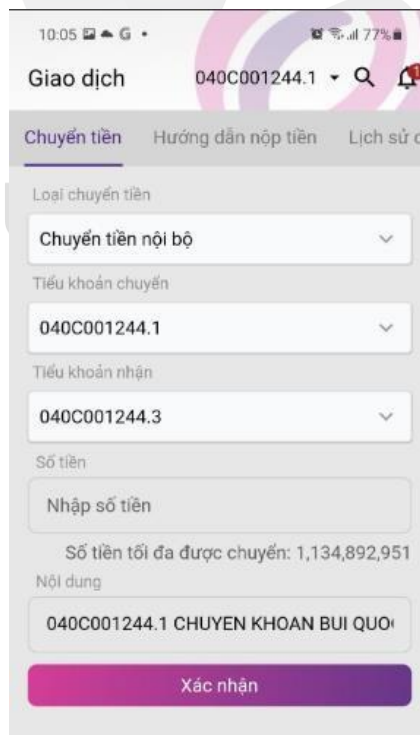 10:05 G •
77%
Giao dịch 040C001244.1
1
Chuyển tiền Hướng dẫn nộp tiền Lịch sử
Loại chuyển tiền
Chuyển tiền nội bộ
Tiểu khoản chuyển
040C001244.1
Tiểu khoản nhận
040C001244.3
Số tiền
Nhập số tiền
Số tiền tối đa được chuyển: 1,134,892,951
Nội dung
040C001244.1 CHUYEN KHOAN BUI
Xác nhận